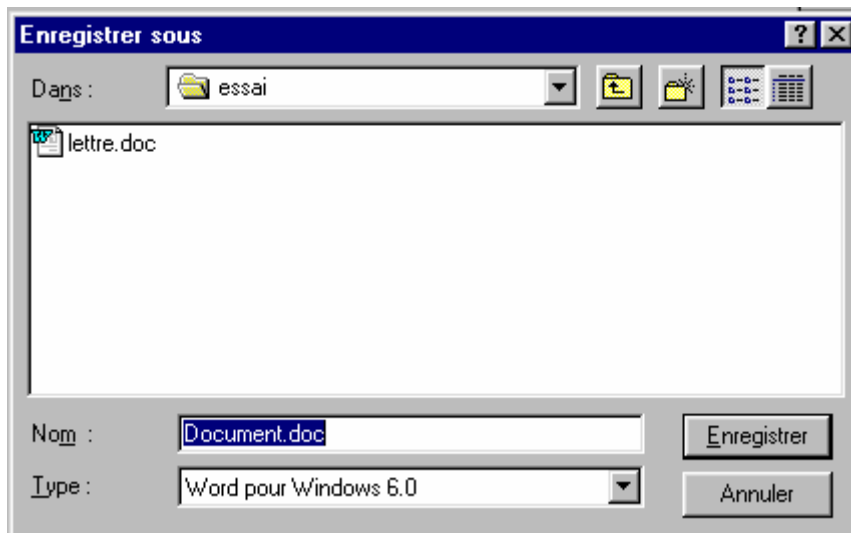 Enregistrer sous
Dans : essai
lettre.doc
Nom : Document.doc Enregistrer
Type : Word pour Windows 6.0 Annuler